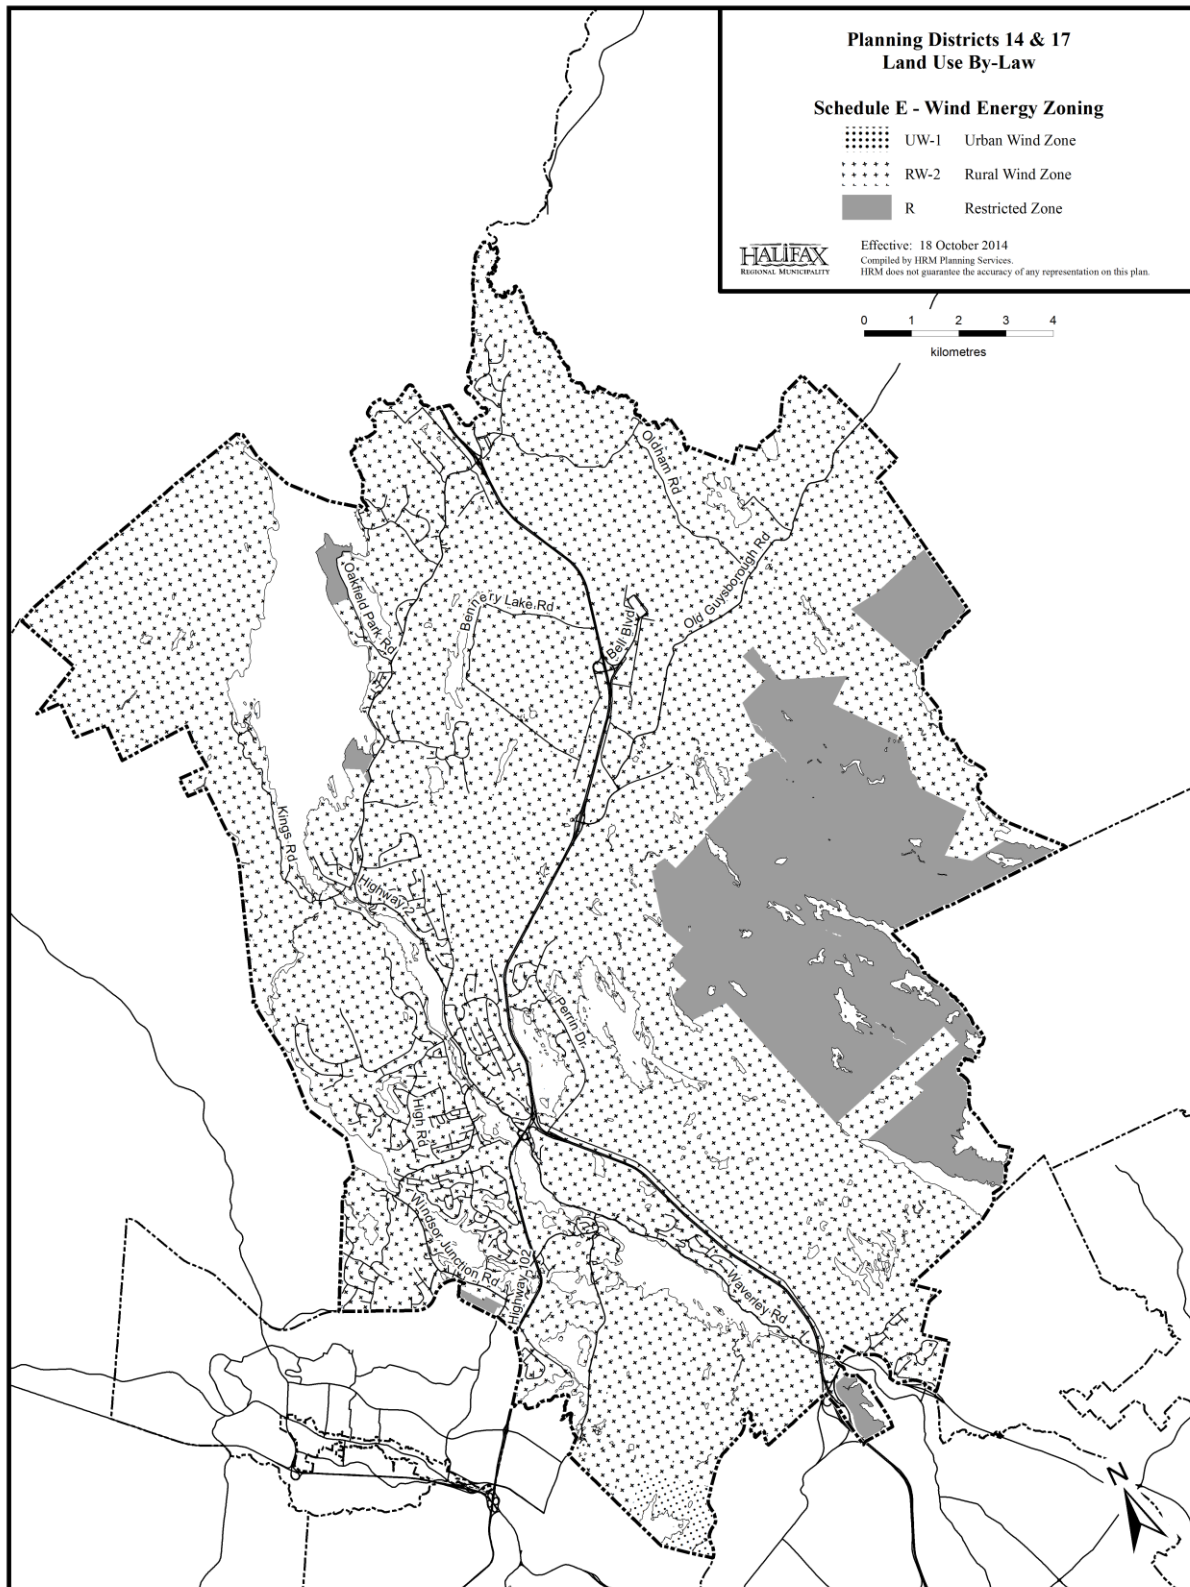 Planning Districts 14 & 17
Land Use By-Law
Schedule E - Wind Energy Zoning
UW-1 Urban Wind Zone
RW-2 Rural Wind Zone
R Restricted Zone
HALIFAX
REGIONAL MUNICIPALITY
Effective: 18 October 2014
Compiled by HRM Planning Services.
HRM does not guarantee the accuracy of any representation on this plan.
0 1 2 3 4
kilometres
Oldham Rd
Old Guysborough Rd
Oakfield Park Rd
Bennery Lake Rd
Bell Blvd
Kings Rd
Highway 2
Perrin Dr
High Rd
Windsor Junction Rd
Highway 102
Waverley Rd
N